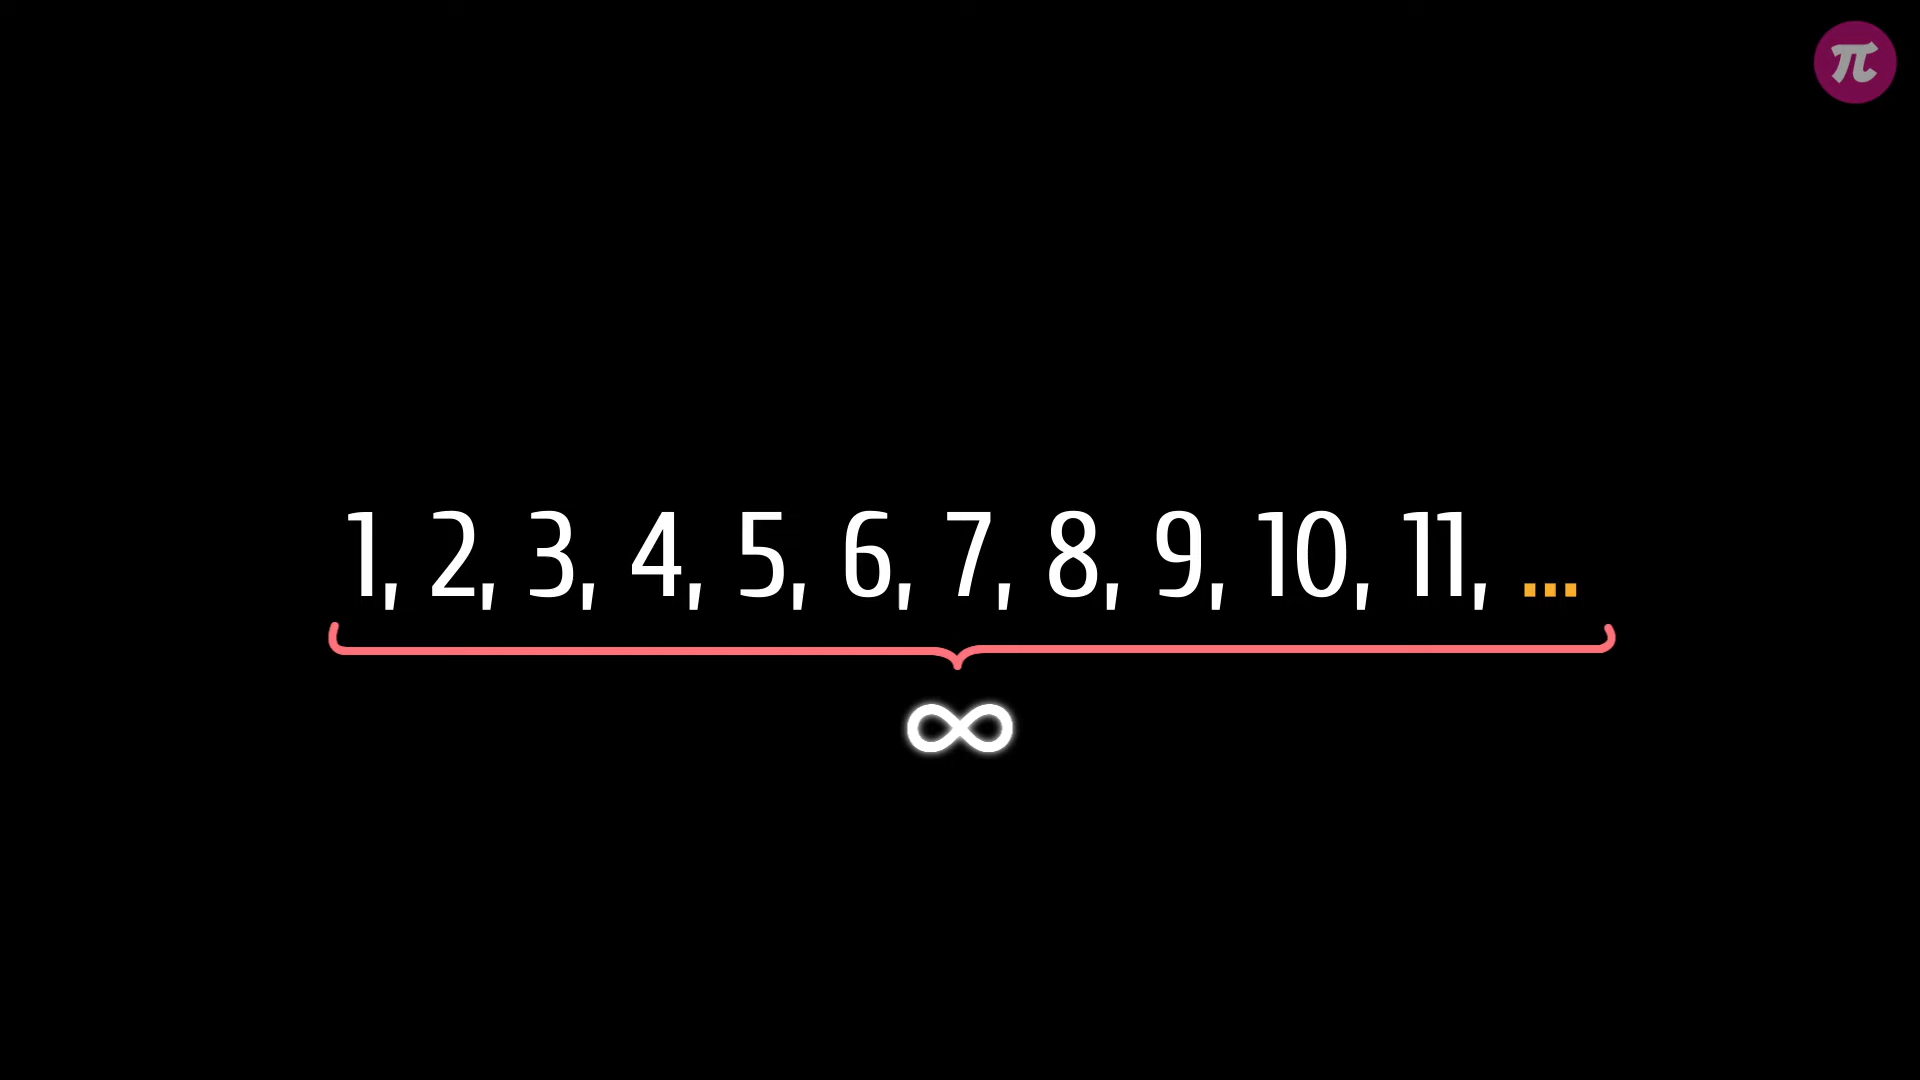 π
1, 2, 3, 4, 5, 6, 7, 8, 9, 10, 11, ...
∞